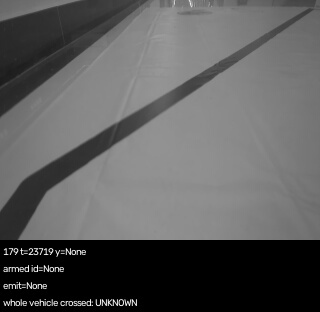 179 t=23719 y=None
armed id=None
emit=None
whole vehicle crossed: UNKNOWN